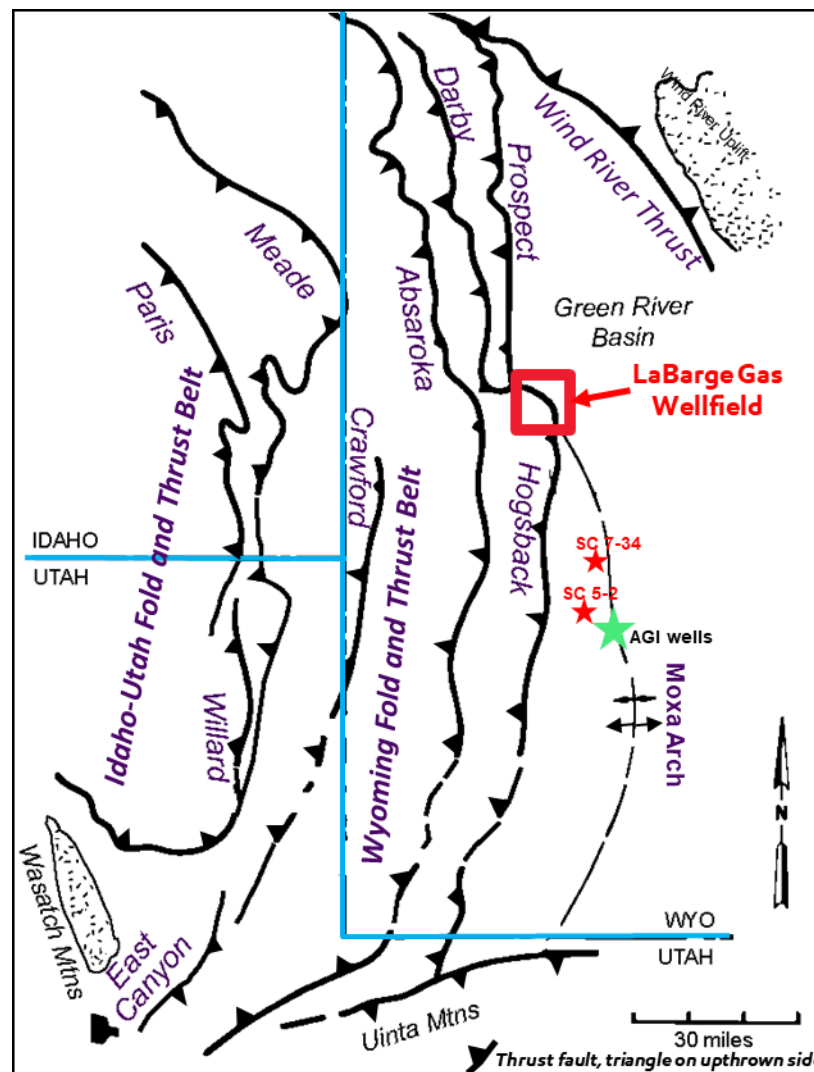 Darby
Prospect
Wind River Thrust
Wind River Uplift
Meade
Paris
Absaroka
Green River
Basin
LaBarge Gas
Wellfield
Idaho-Utah Fold and Thrust Belt
Crawford
Wyoming Fold and Thrust Belt
Hogsback
IDAHO
UTAH
SC 7-34
SC 5-2
AGI wells
Moxa Arch
Willard
N
Wasatch Mtns
East
Canyon
WYO
UTAH
Uinta Mtns
30 miles
Thrust fault, triangle on upthrown side